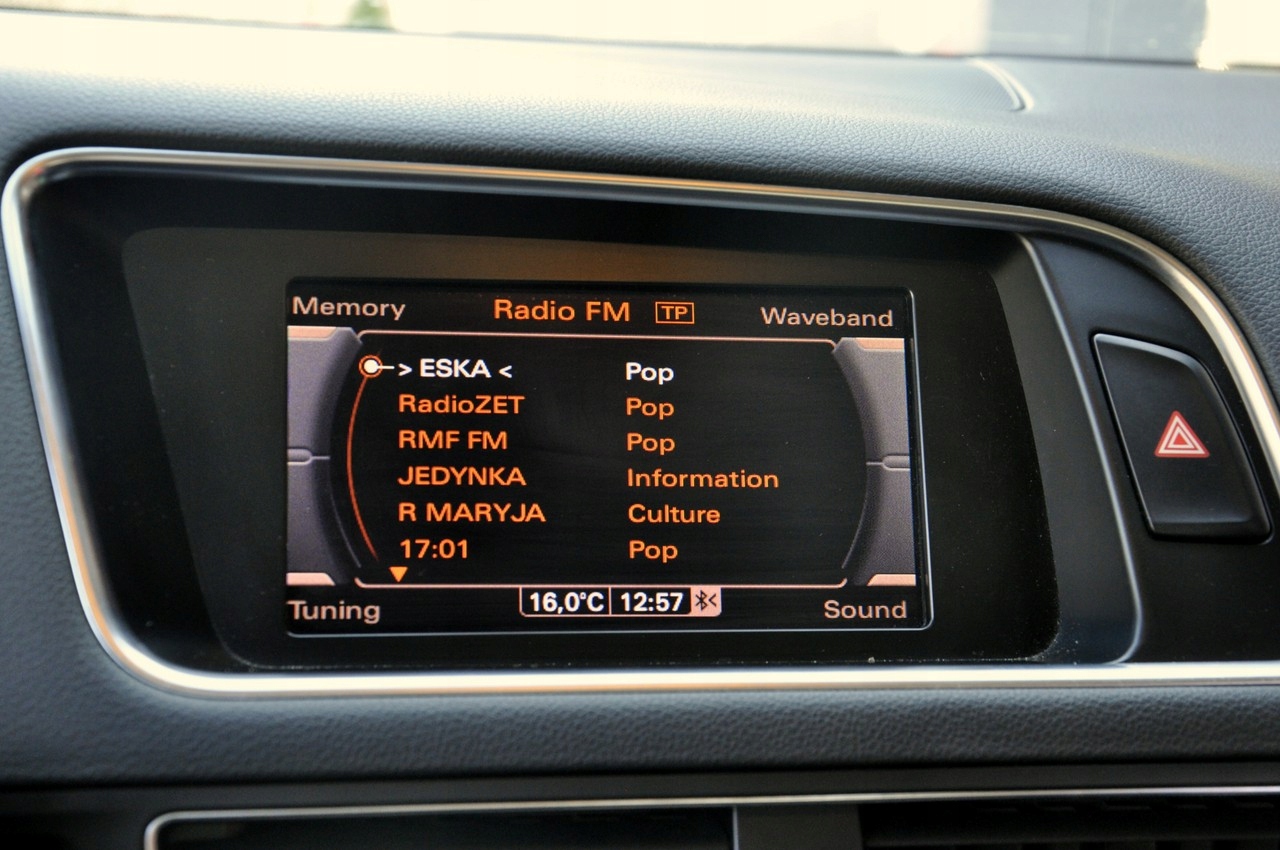 Memory Radio FM TP Waveband
> ESKA < Pop
RadioZET Pop
RMF FM Pop
JEDYNKA Information
R MARYJA Culture
17:01 Pop
Tuning 16,0°C 12:57 Sound